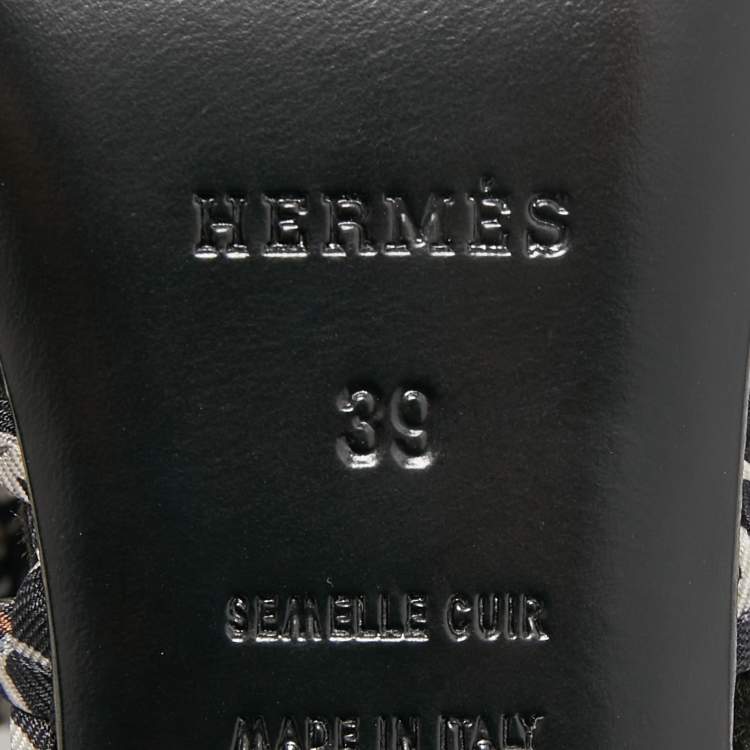 HERMÈS
39
SEMELLE CUIR
MADE IN ITALY